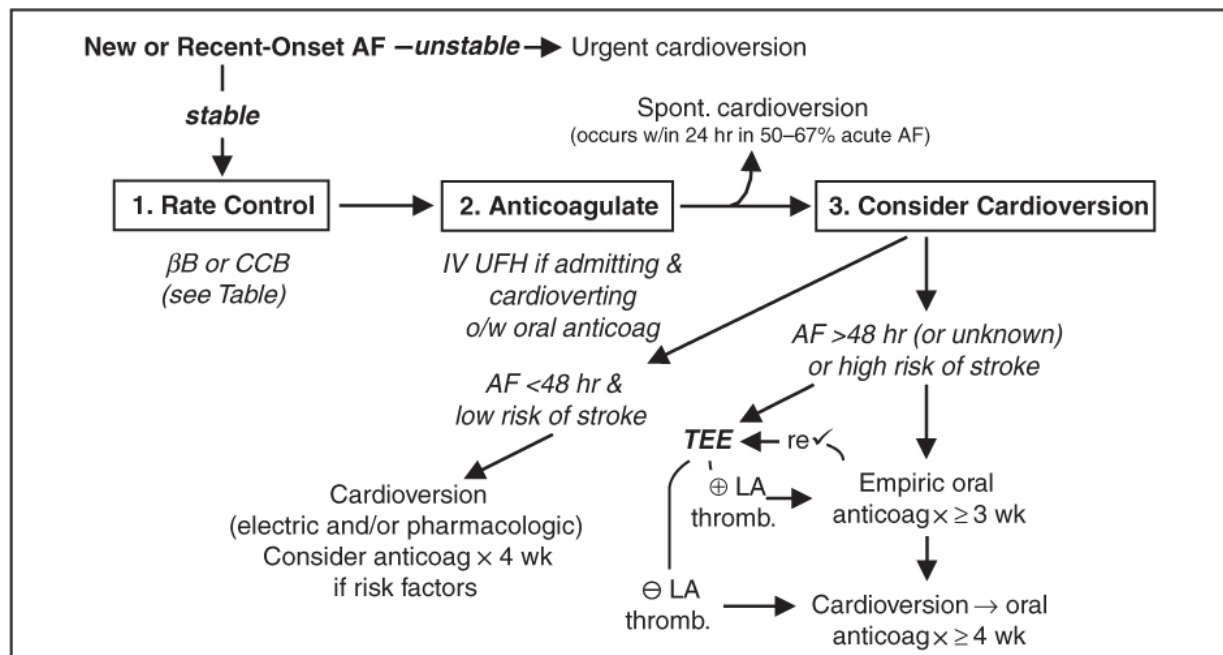 New or Recent-Onset AF –unstable→ Urgent cardioversion
stable
Spont. cardioversion
(occurs w/in 24 hr in 50–67% acute AF)
1. Rate Control
2. Anticoagulate
3. Consider Cardioversion
βB or CCB
(see Table)
IV UFH if admitting &
cardioverting
o/w oral anticoag
AF <48 hr &
low risk of stroke
Cardioversion
(electric and/or pharmacologic)
Consider anticoag × 4 wk
if risk factors
AF >48 hr (or unknown)
or high risk of stroke
TEE
re✓
⊕ LA
thromb.
Empiric oral
anticoag × ≥ 3 wk
⊖ LA
thromb.
Cardioversion → oral
anticoag × ≥ 4 wk